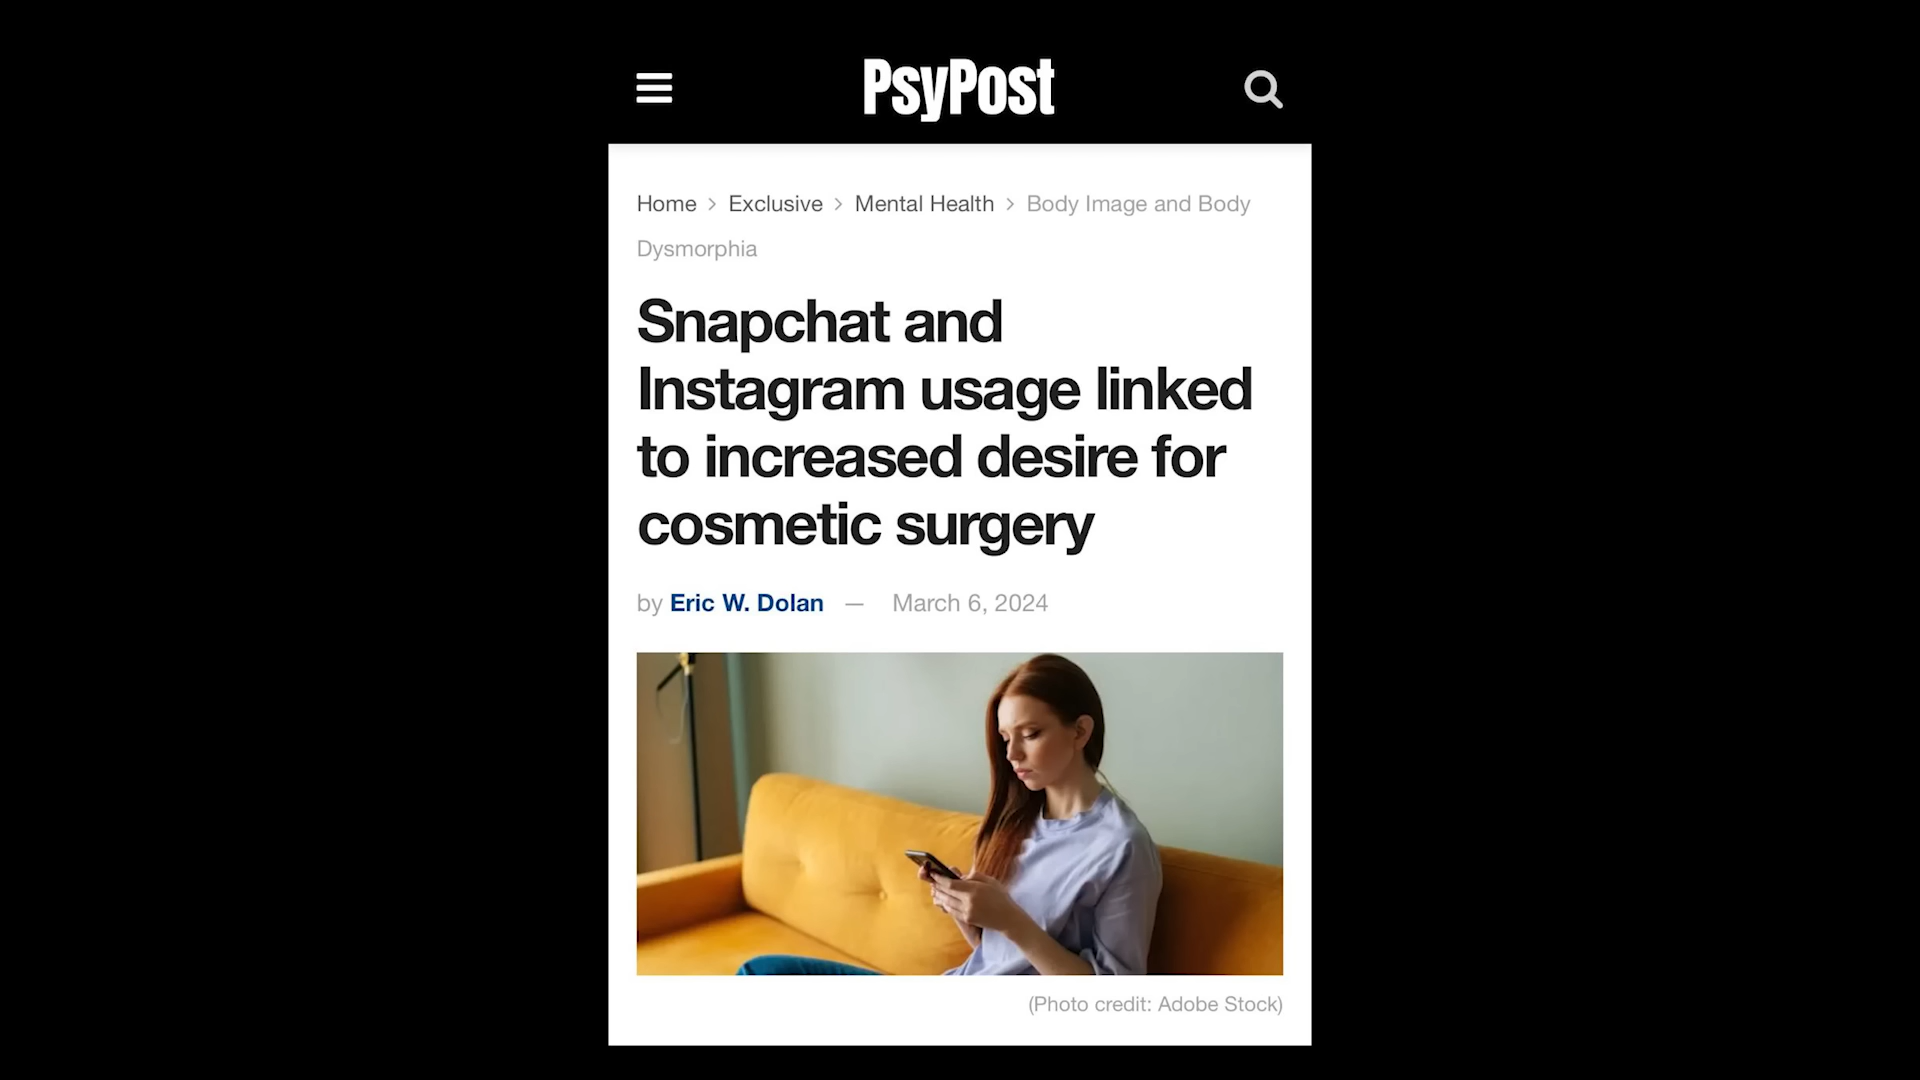 PsyPost
Home > Exclusive > Mental Health > Body Image and Body
Dysmorphia
Snapchat and
Instagram usage linked
to increased desire for
cosmetic surgery
by Eric W. Dolan — March 6, 2024
(Photo credit: Adobe Stock)